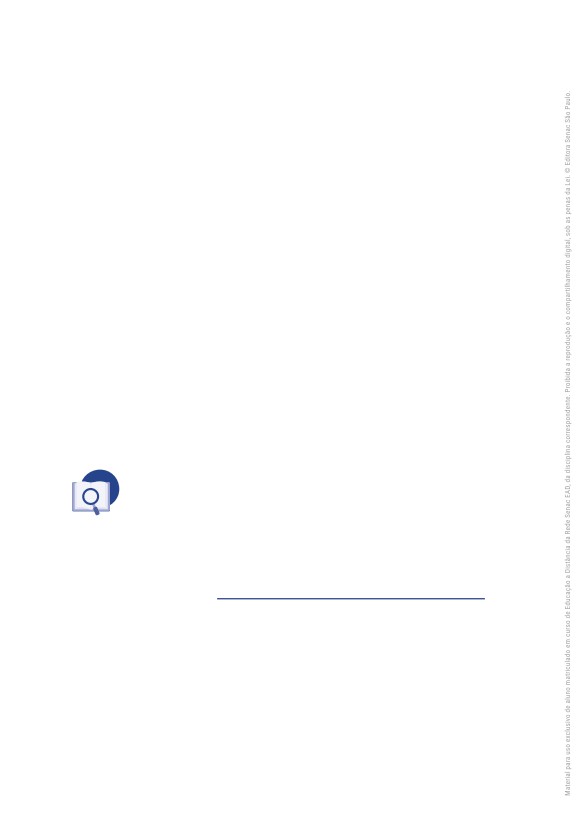 Material para uso exclusivo de aluno matriculado em curso de Educação a Distância da Rede Senac EAD, da disciplina correspondente. Proibida a reprodução e o compartilhamento digital, sob as penas da Lei. © Editora Senac São Paulo.